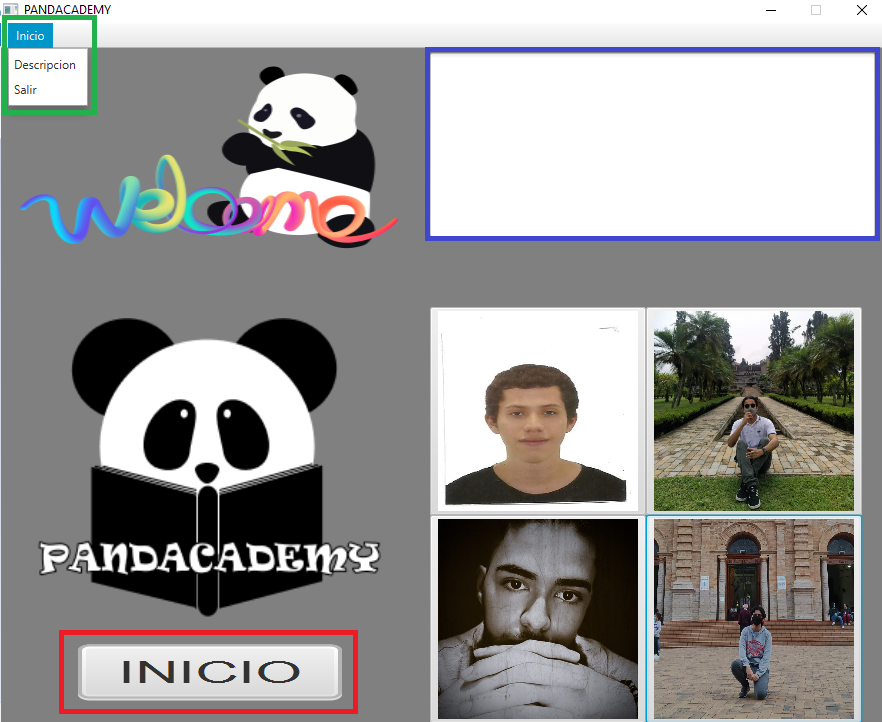 PANDACADEMY
Inicio
Descripcion
Salir
Welcome
PANDACADEMY
INICIO